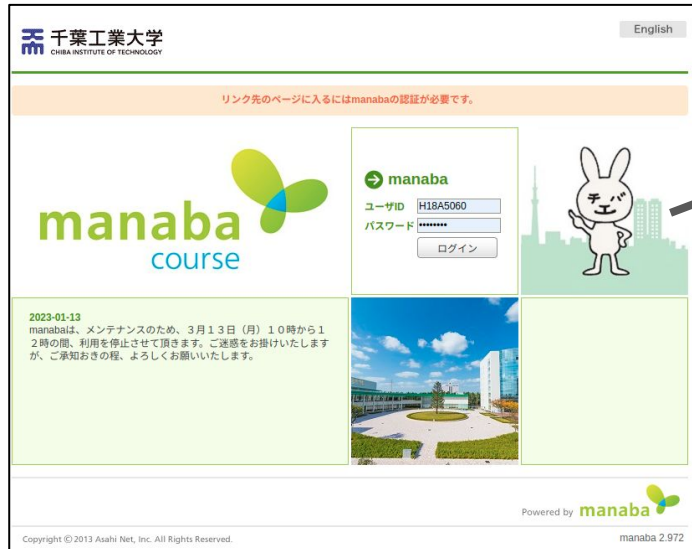 千葉工業大学
CHIBA INSTITUTE OF TECHNOLOGY
English
リンク先のページに入るにはmanabaの認証が必要です。
manaba
course
manaba
ユーザID H18A5060
パスワード ••••••••
ログイン
チバ
エ
2023-01-13
manabaは、メンテナンスのため、3月１３日（月）１０時から１
２時の間、利用を停止させて頂きます。ご迷惑をお掛けいたします
が、ご承知おきの程、よろしくお願いいたします。
Powered by manaba
Copyright © 2013 Asahi Net, Inc. All Rights Reserved.
manaba 2.972